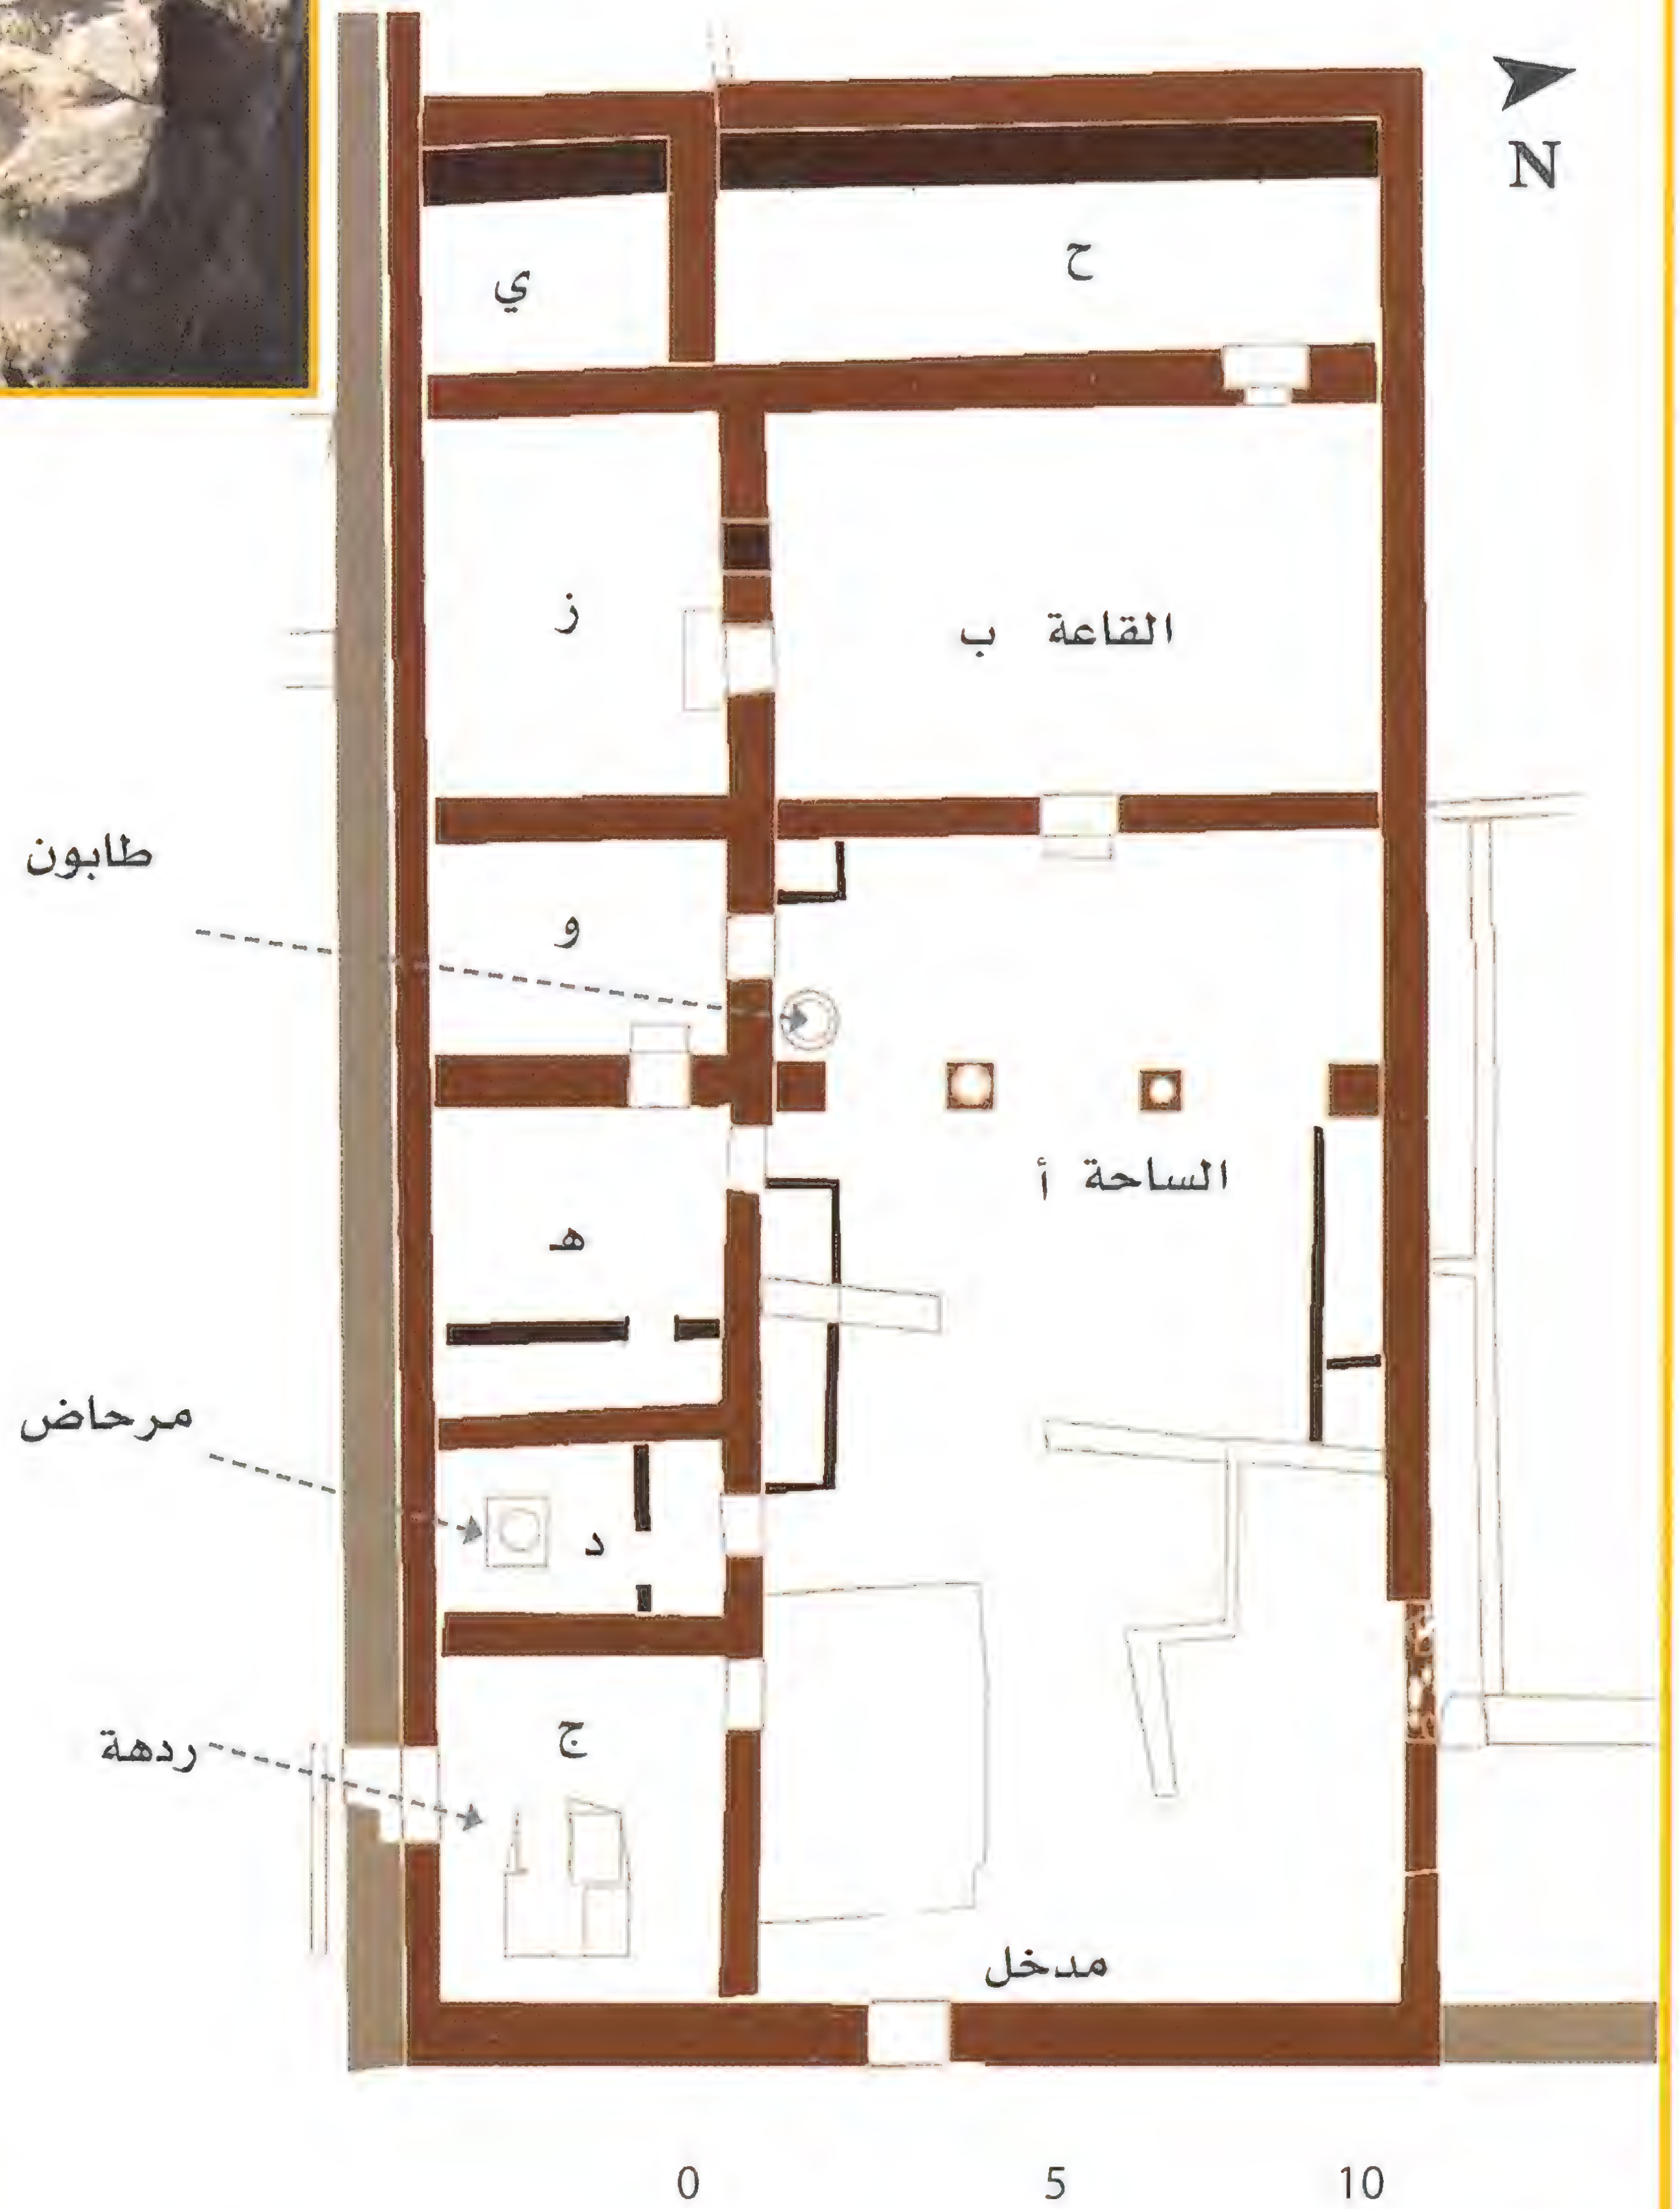 N
ح
ي
القاعة ب
ز
طابون
و
الساحة أ
هـ
مرحاض
د
ج
ردهة
مدخل
0 5 10